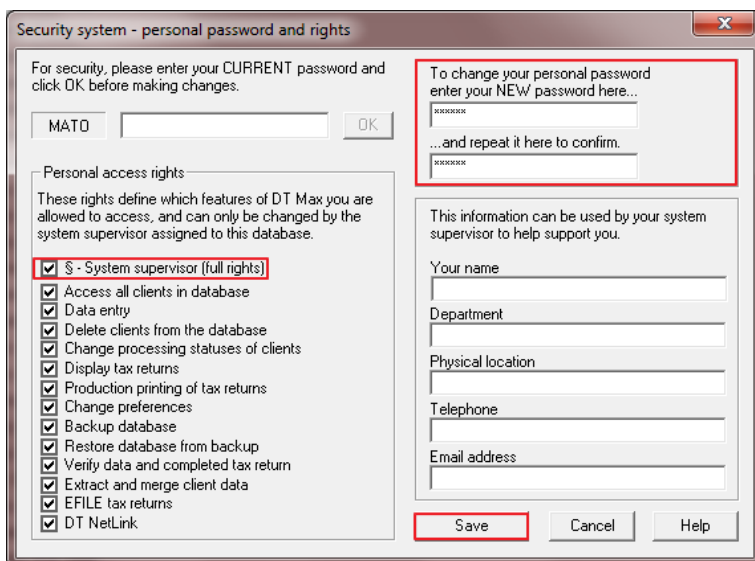 Security system - personal password and rights
For security, please enter your CURRENT password and
click OK before making changes.
MATO
OK
Personal access rights
These rights define which features of DT Max you are
allowed to access, and can only be changed by the
system supervisor assigned to this database.
§ - System supervisor (full rights)
Access all clients in database
Data entry
Delete clients from the database
Change processing statuses of clients
Display tax returns
Production printing of tax returns
Change preferences
Backup database
Restore database from backup
Verify data and completed tax return
Extract and merge client data
EFILE tax returns
DT NetLink
To change your personal password
enter your NEW password here...
xxxxxx
...and repeat it here to confirm.
xxxxxx
This information can be used by your system
supervisor to help support you.
Your name
Department
Physical location
Telephone
Email address
Save
Cancel
Help